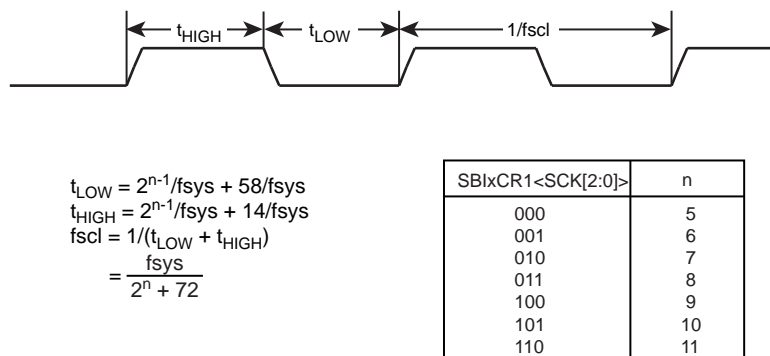 tHIGH tLOW 1/fscl
tLOW = 2n-1/fsys + 58/fsys
tHIGH = 2n-1/fsys + 14/fsys
fscl = 1/(tLOW + tHIGH)
= fsys
2n + 72
SBIxCR1<SCK[2:0]> n
000 5
001 6
010 7
011 8
100 9
101 10
110 11